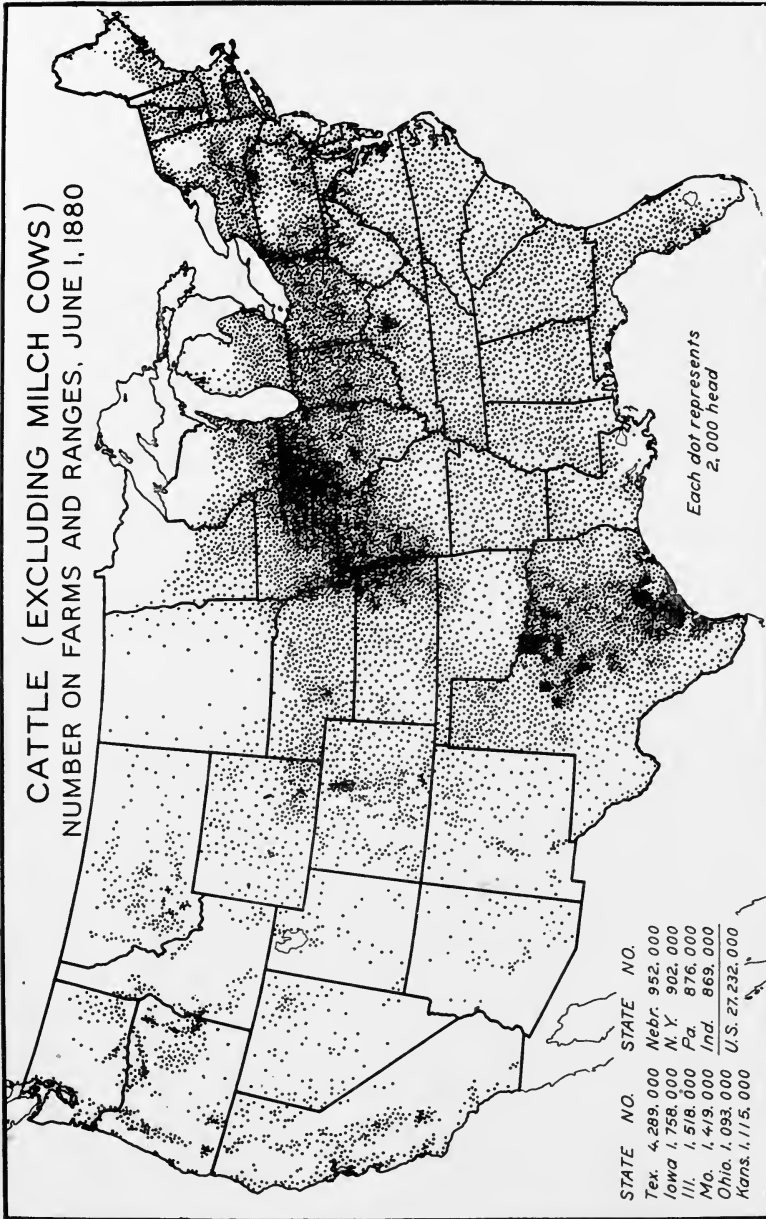 CATTLE (EXCLUDING MILCH COWS)
NUMBER ON FARMS AND RANGES, JUNE 1, 1880
Each dot represents
2,000 head
STATE NO. STATE NO.
Tex. 4,289,000 Nebr. 952,000
Iowa 1,758,000 N.Y. 902,000
Ill. 1,518,000 Pa. 876,000
Mo. 1,419,000 Ind. 869,000
Ohio. 1,093,000 U.S. 27,232,000
Kans. 1,115,000